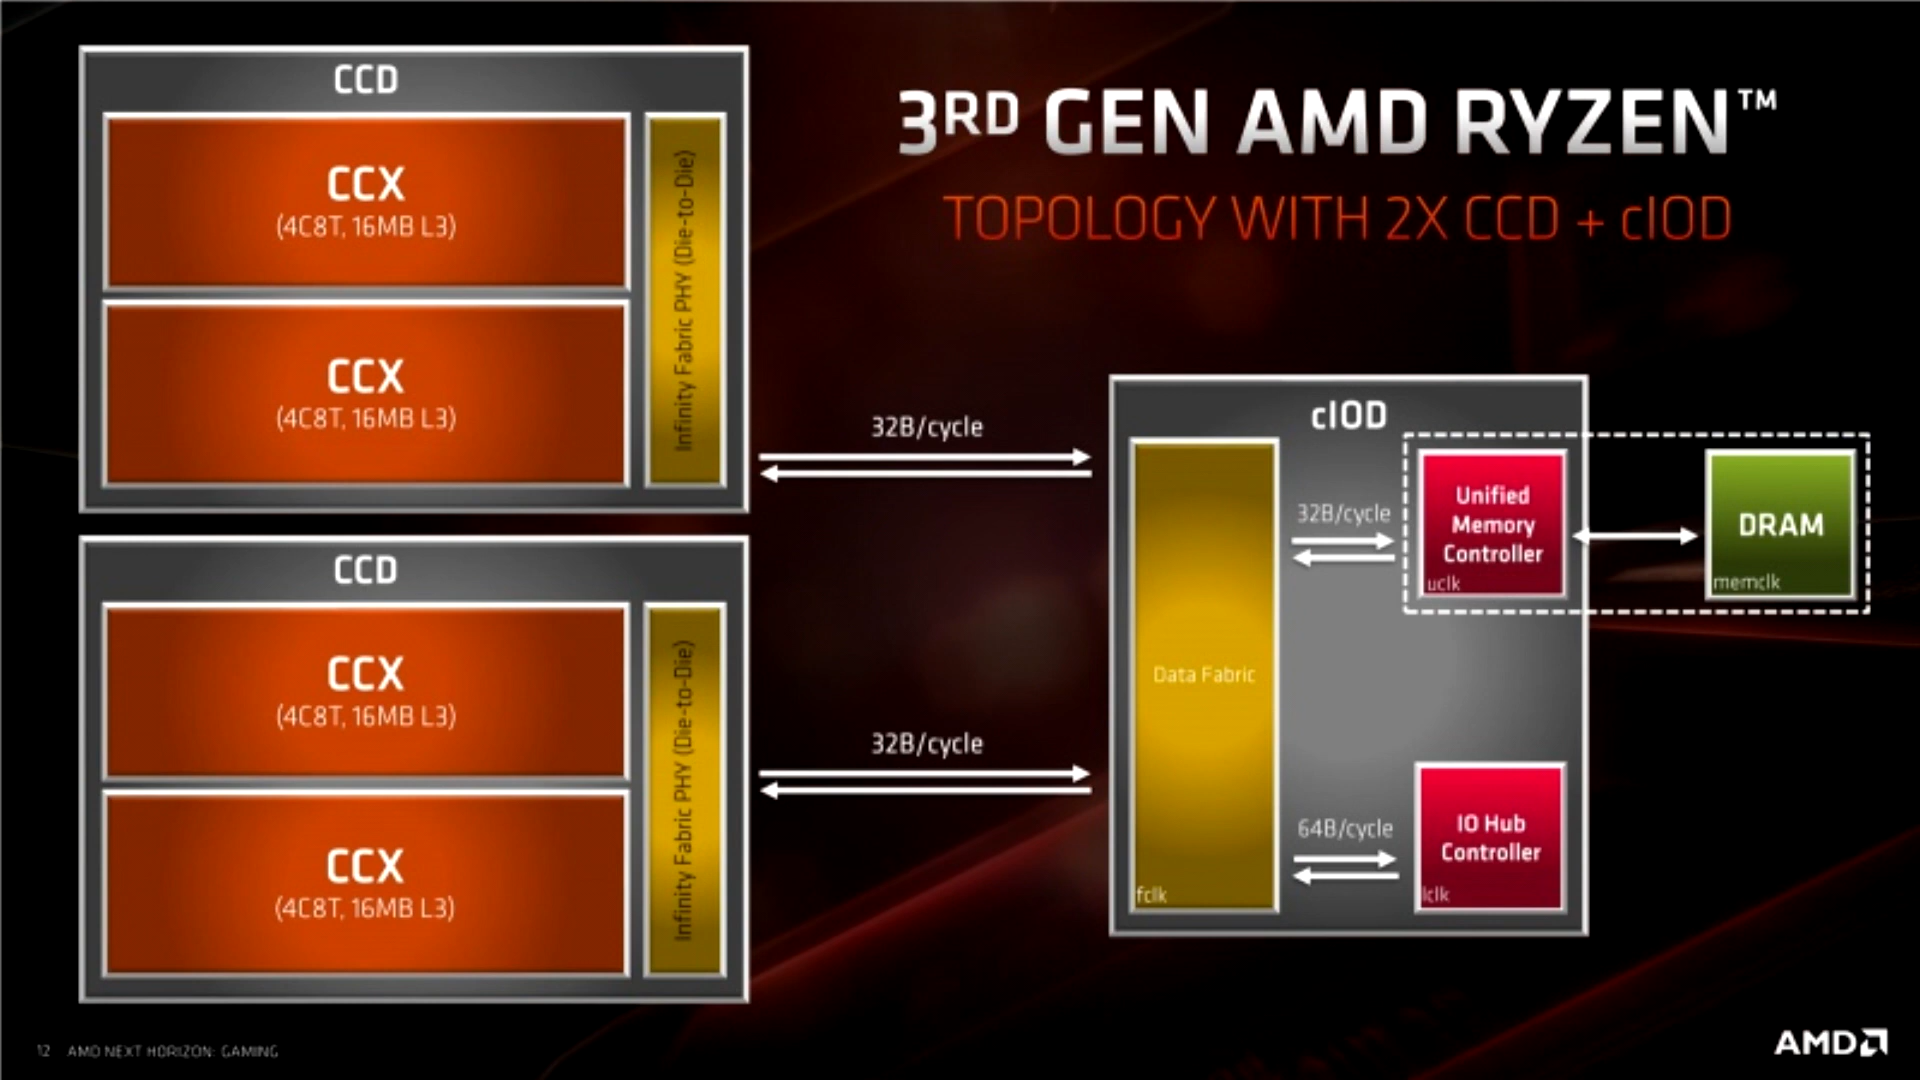 CCD
CCX
(4C8T, 16MB L3)
CCX
(4C8T, 16MB L3)
Infinity Fabric PHY (Die-to-Die)
3RD GEN AMD RYZEN™
TOPOLOGY WITH 2X CCD + cIOD
32B/cycle
CCD
CCX
(4C8T, 16MB L3)
CCX
(4C8T, 16MB L3)
Infinity Fabric PHY (Die-to-Die)
32B/cycle
cIOD
Data Fabric
fclk
32B/cycle
Unified
Memory
Controller
uclk
DRAM
memclk
64B/cycle
IO Hub
Controller
lclk
12 AMD NEXT HORIZON: GAMING
AMD